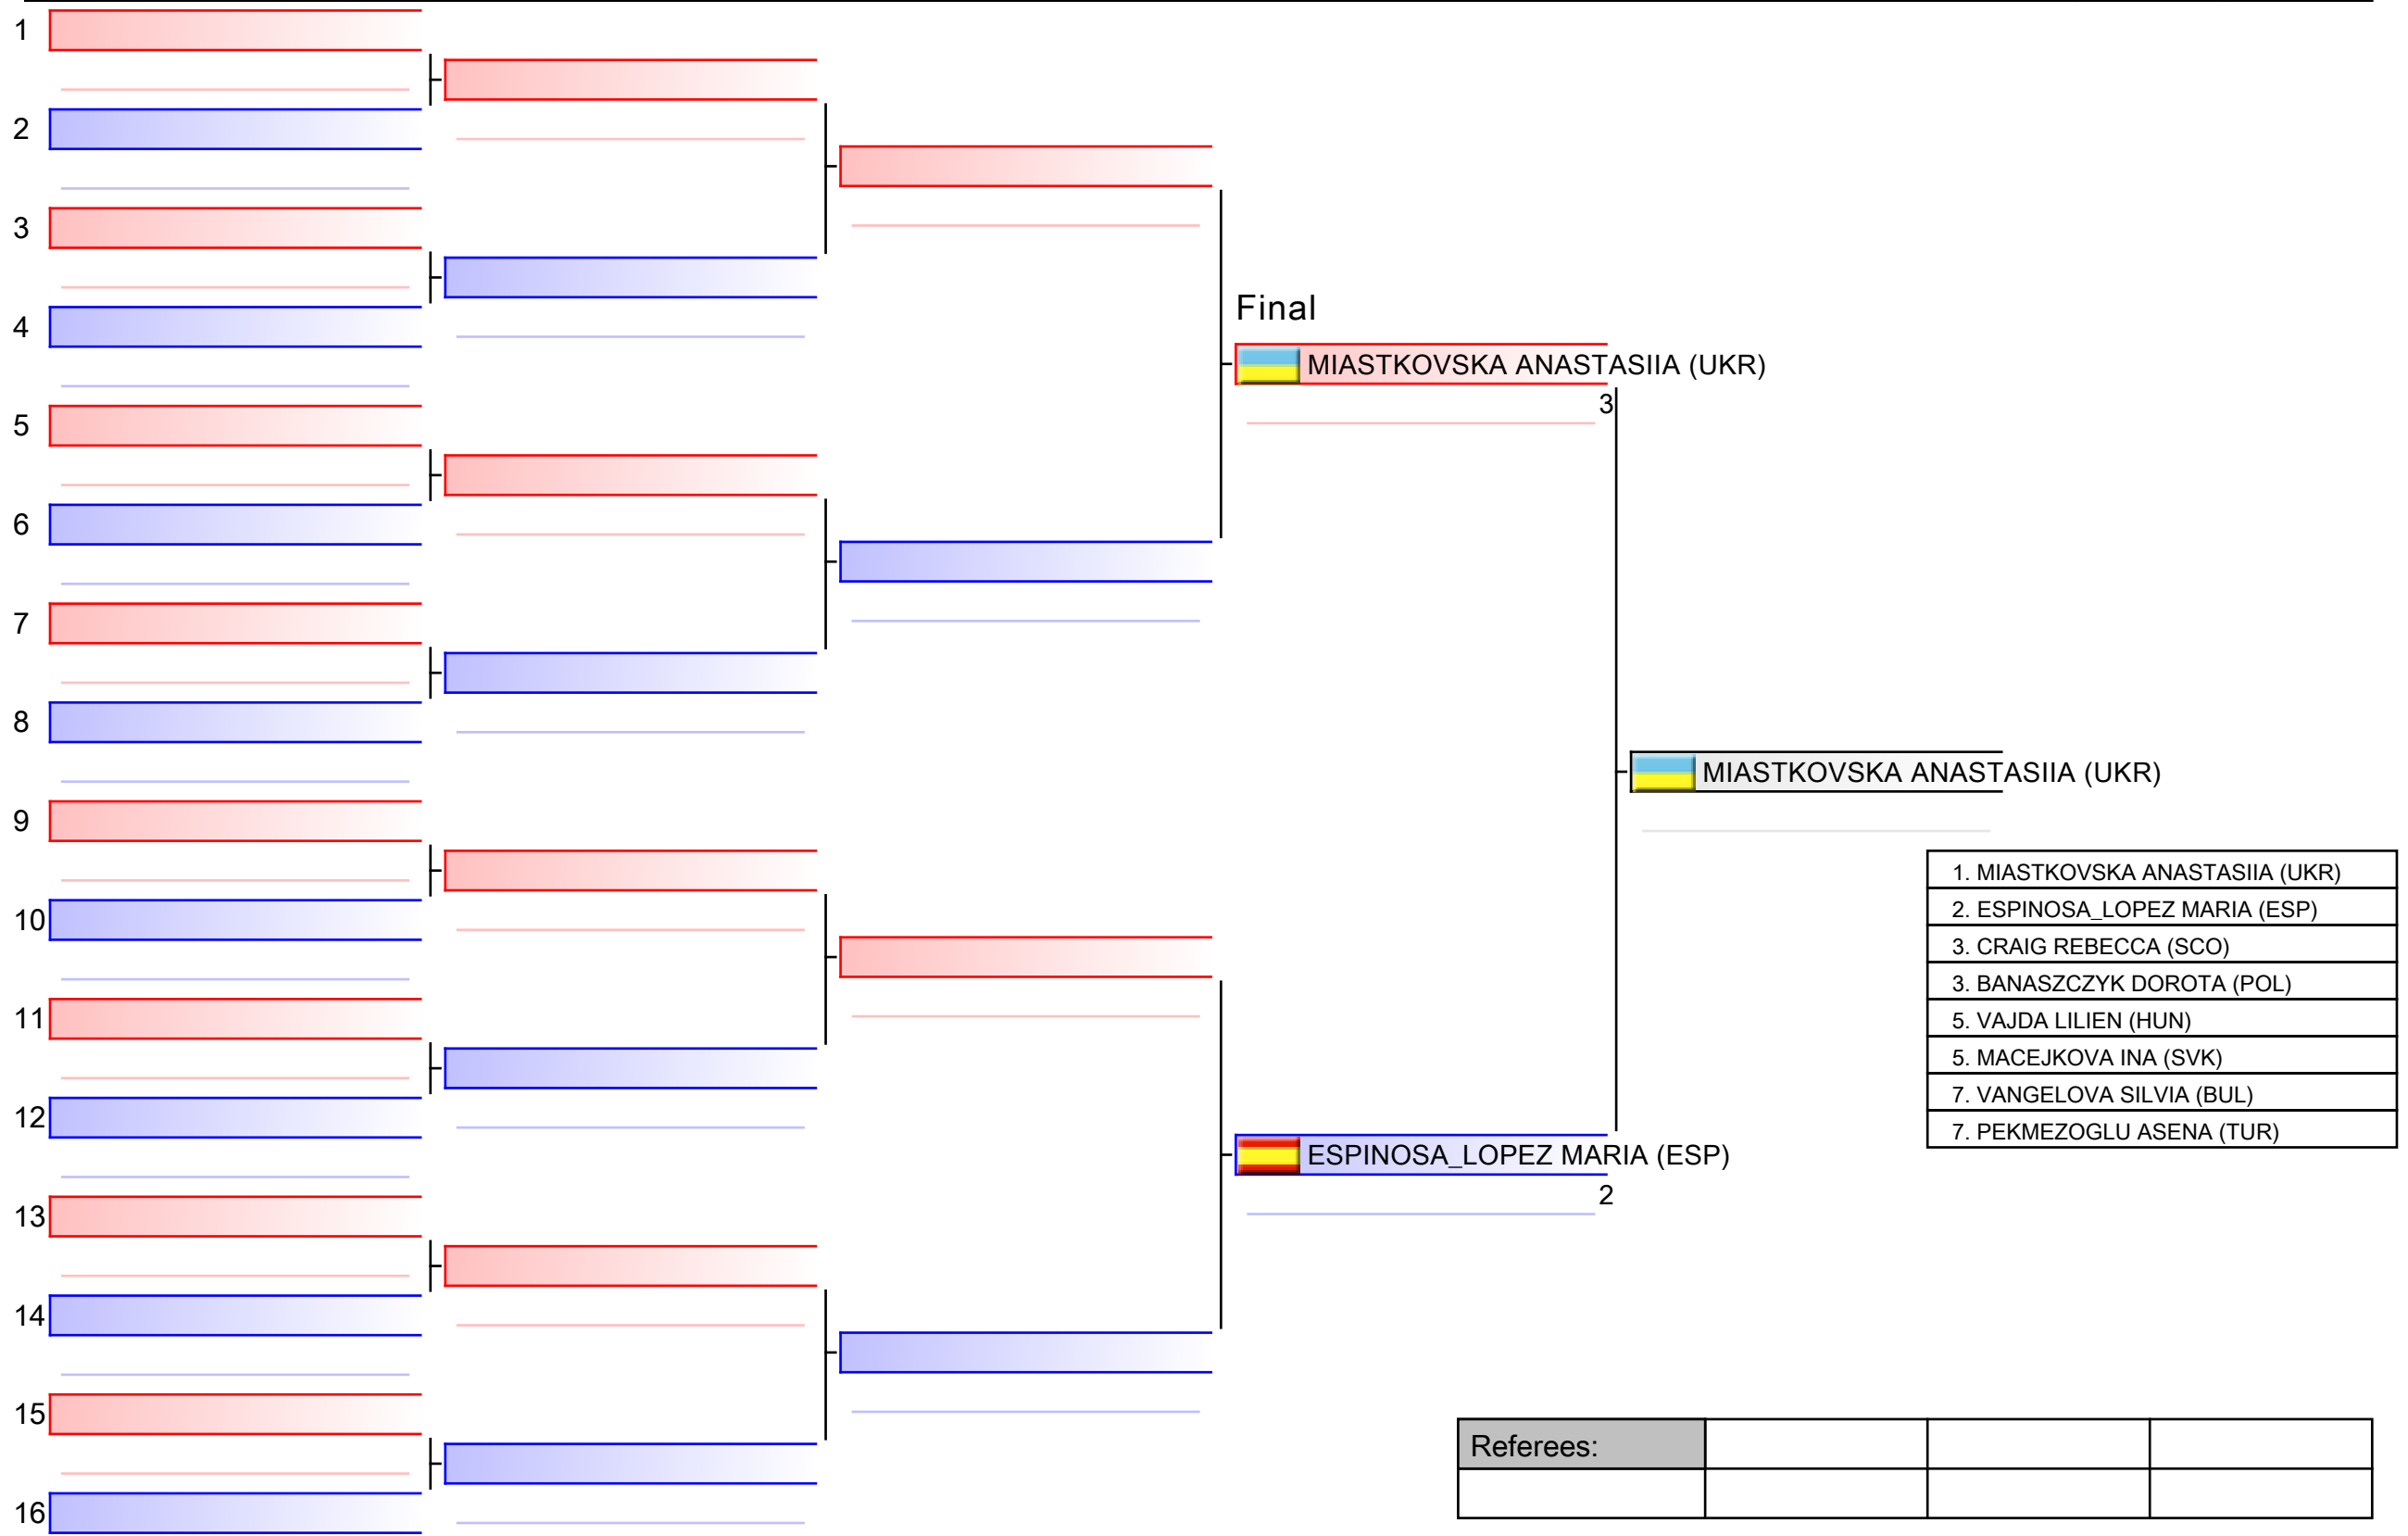 1
2
3
4
5
6
7
8
9
10
11
12
13
14
15
16
Final
MIASTKOVSKA ANASTASIIA (UKR)
3
ESPINOSA_LOPEZ MARIA (ESP)
2
MIASTKOVSKA ANASTASIIA (UKR)
1. MIASTKOVSKA ANASTASIIA (UKR)
2. ESPINOSA_LOPEZ MARIA (ESP)
3. CRAIG REBECCA (SCO)
3. BANASZCZYK DOROTA (POL)
5. VAJDA LILIEN (HUN)
5. MACEJKOVA INA (SVK)
7. VANGELOVA SILVIA (BUL)
7. PEKMEZOGLU ASENA (TUR)
Referees: